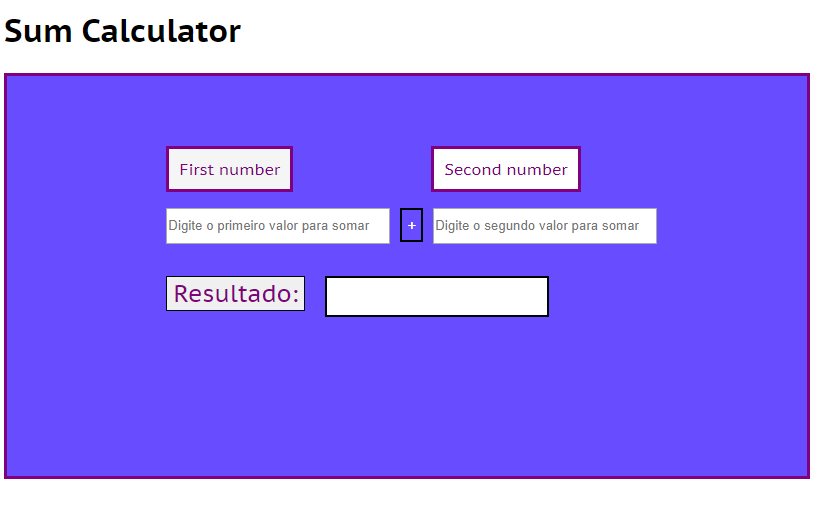 Sum Calculator
First number Second number
Digite o primeiro valor para somar + Digite o segundo valor para somar
Resultado: